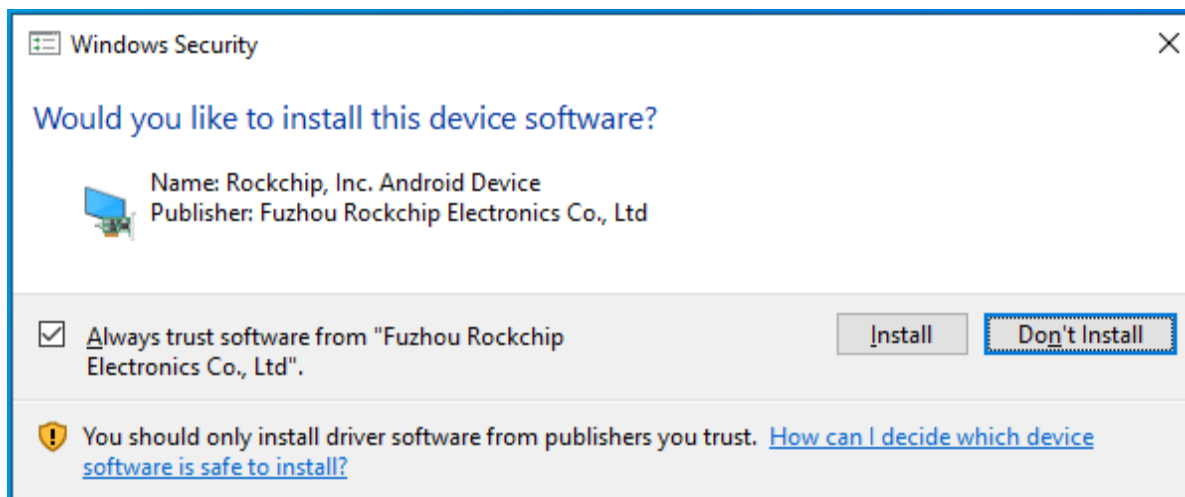 Windows Security
Would you like to install this device software?
Name: Rockchip, Inc. Android Device
Publisher: Fuzhou Rockchip Electronics Co., Ltd
Always trust software from "Fuzhou Rockchip
Electronics Co., Ltd".
Install
Don't Install
You should only install driver software from publishers you trust. How can I decide which device
software is safe to install?